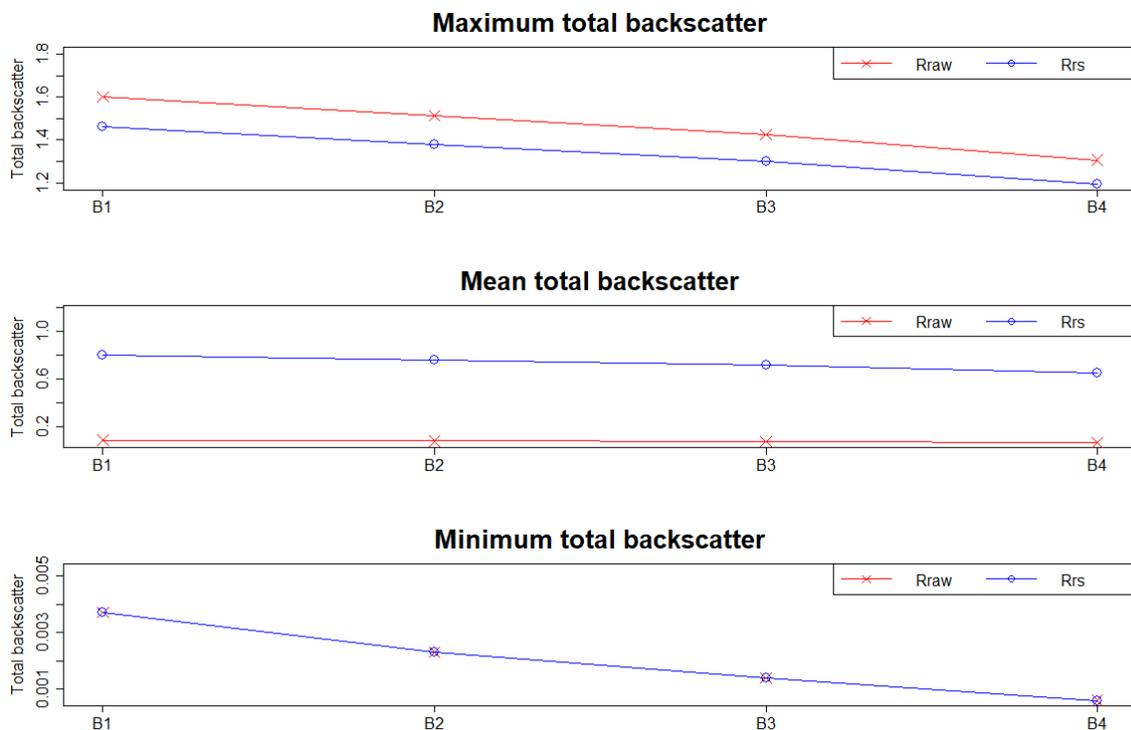 Maximum total backscatter
Total backscatter
1.8
1.6
1.4
1.2
Rraw Rrs
B1 B2 B3 B4
Mean total backscatter
Total backscatter
1.0
0.6
0.2
Rraw Rrs
B1 B2 B3 B4
Minimum total backscatter
Total backscatter
0.005
0.003
0.001
Rraw Rrs
B1 B2 B3 B4